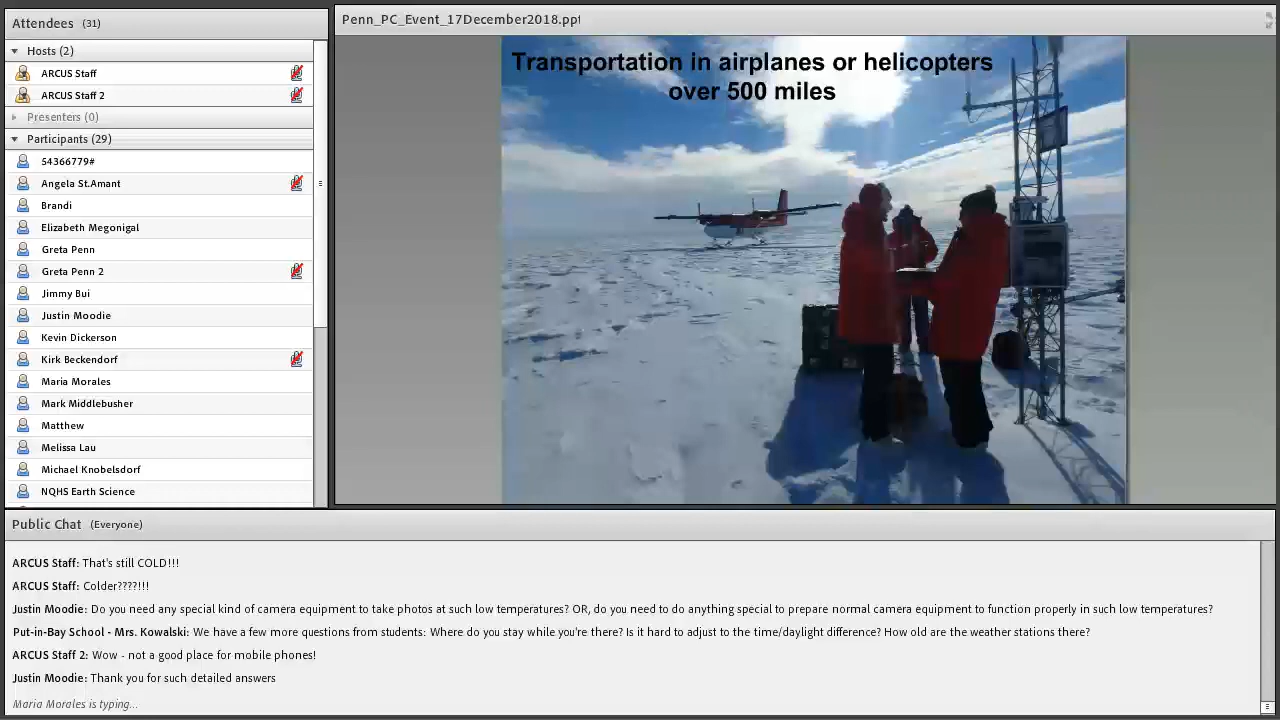 Attendees (31)
Hosts (2)
ARCUS Staff
ARCUS Staff 2
Presenters (0)
Participants (29)
54366779#
Angela St.Amant
Brandi
Elizabeth Megonigal
Greta Penn
Greta Penn 2
Jimmy Bui
Justin Moodie
Kevin Dickerson
Kirk Beckendorf
Maria Morales
Mark Middlebusher
Matthew
Melissa Lau
Michael Knobelsdorf
NQHS Earth Science
Penn_PC_Event_17December2018.ppt
Transportation in airplanes or helicopters
over 500 miles
Public Chat (Everyone)
ARCUS Staff: That's still COLD!!!
ARCUS Staff: Colder????!!!
Justin Moodie: Do you need any special kind of camera equipment to take photos at such low temperatures? OR, do you need to do anything special to prepare normal camera equipment to function properly in such low temperatures?
Put-in-Bay School - Mrs. Kowalski: We have a few more questions from students: Where do you stay while you're there? Is it hard to adjust to the time/daylight difference? How old are the weather stations there?
ARCUS Staff 2: Wow - not a good place for mobile phones!
Justin Moodie: Thank you for such detailed answers
Maria Morales is typing...